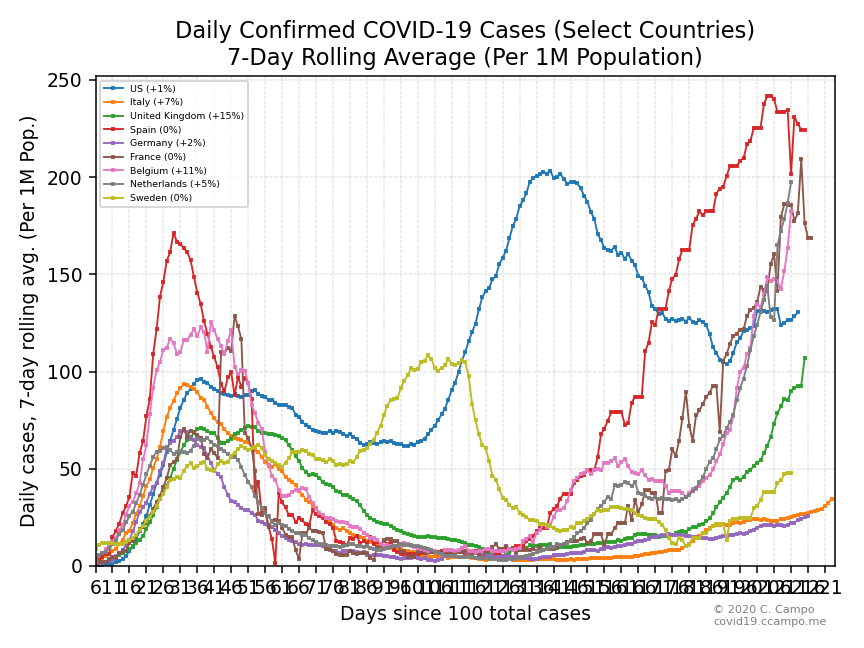 Daily Confirmed COVID-19 Cases (Select Countries)
7-Day Rolling Average (Per 1M Population)
Daily cases, 7-day rolling avg. (Per 1M Pop.)
250
200
150
100
50
0
US (+1%)
Italy (+7%)
United Kingdom (+15%)
Spain (0%)
Germany (+2%)
France (0%)
Belgium (+11%)
Netherlands (+5%)
Sweden (0%)
Days since 100 total cases
© 2020 C. Campo
covid19.ccampo.me